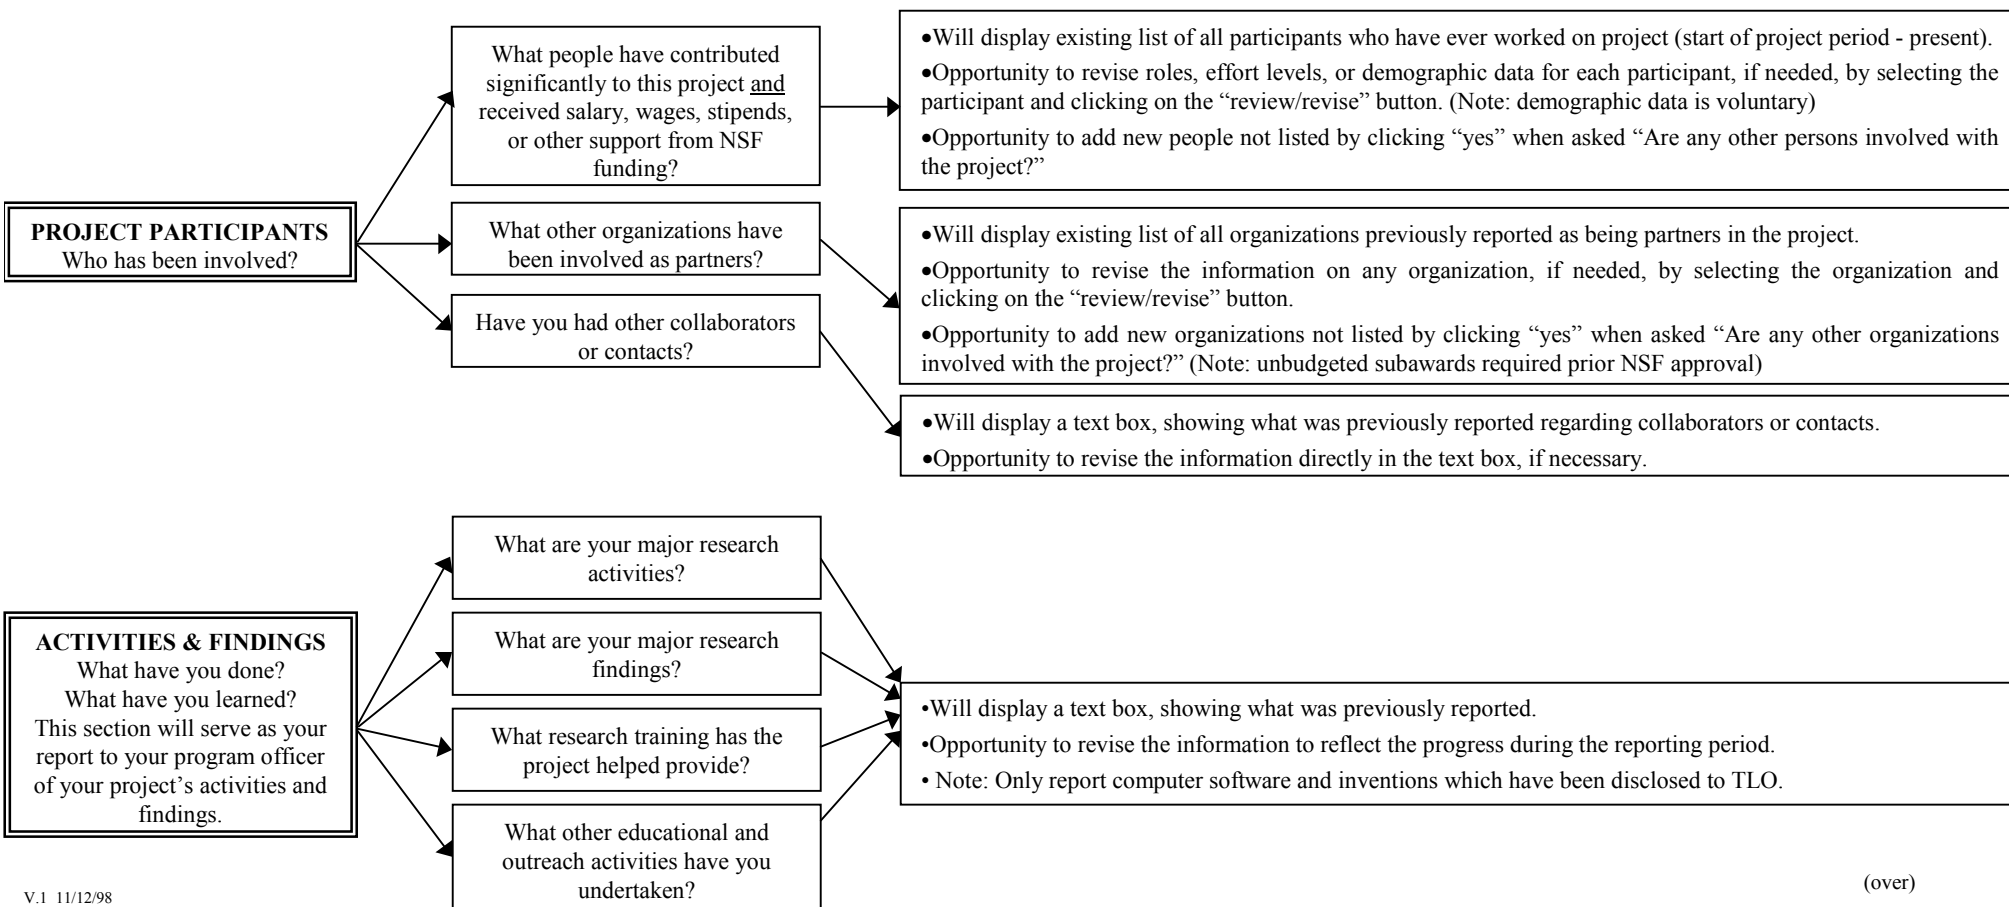 PROJECT PARTICIPANTS
Who has been involved?
What people have contributed
significantly to this project and
received salary, wages, stipends,
or other support from NSF
funding?
•Will display existing list of all participants who have ever worked on project (start of project period - present).
•Opportunity to revise roles, effort levels, or demographic data for each participant, if needed, by selecting the
participant and clicking on the “review/revise” button. (Note: demographic data is voluntary)
•Opportunity to add new people not listed by clicking “yes” when asked “Are any other persons involved with
the project?”
What other organizations have
been involved as partners?
•Will display existing list of all organizations previously reported as being partners in the project.
•Opportunity to revise the information on any organization, if needed, by selecting the organization and
clicking on the “review/revise” button.
•Opportunity to add new organizations not listed by clicking “yes” when asked “Are any other organizations
involved with the project?” (Note: unbudgeted subawards required prior NSF approval)
Have you had other collaborators
or contacts?
•Will display a text box, showing what was previously reported regarding collaborators or contacts.
•Opportunity to revise the information directly in the text box, if necessary.
ACTIVITIES & FINDINGS
What have you done?
What have you learned?
This section will serve as your
report to your program officer
of your project’s activities and
findings.
What are your major research
activities?
What are your major research
findings?
What research training has the
project helped provide?
What other educational and
outreach activities have you
undertaken?
•Will display a text box, showing what was previously reported.
•Opportunity to revise the information to reflect the progress during the reporting period.
• Note: Only report computer software and inventions which have been disclosed to TLO.
V.1 11/12/98
(over)